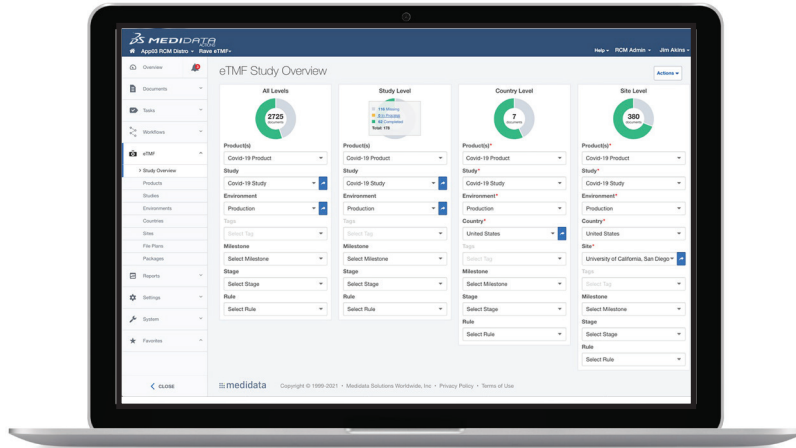 MEDIDATA
App03 RCM Distro Rave eTMF
Help RCM Admin Jim Akins
Overview
Documents
Tasks
Workflows
eTMF
> Study Overview
Products
Studies
Environments
Countries
Sites
File Plans
Packages
Reports
Settings
System
Favorites
CLOSE
eTMF Study Overview
Actions
All Levels
2725
documents
Product(s)
Covid-19 Product
Study
Covid-19 Study
Environment
Production
Tags
Select Tag
Milestone
Select Milestone
Stage
Select Stage
Rule
Select Rule
Study Level
Missing
Completed
Product(s)
Covid-19 Product
Study
Covid-19 Study
Environment
Production
Tags
Select Tag
Milestone
Select Milestone
Stage
Select Stage
Rule
Select Rule
Country Level
7
documents
Product(s)*
Covid-19 Product
Study*
Covid-19 Study
Environment*
Production
Country*
United States
Tags
Select Tag
Milestone
Select Milestone
Stage
Select Stage
Rule
Select Rule
Site Level
380
documents
Product(s)*
Covid-19 Product
Study*
Covid-19 Study
Environment*
Production
Country*
United States
Site*
University of California, San Diego
Tags
Select Tag
Milestone
Select Milestone
Stage
Select Stage
Rule
Select Rule
medidata Copyright © 1999-2021 • Medidata Solutions Worldwide, Inc • Privacy Policy • Terms of Use